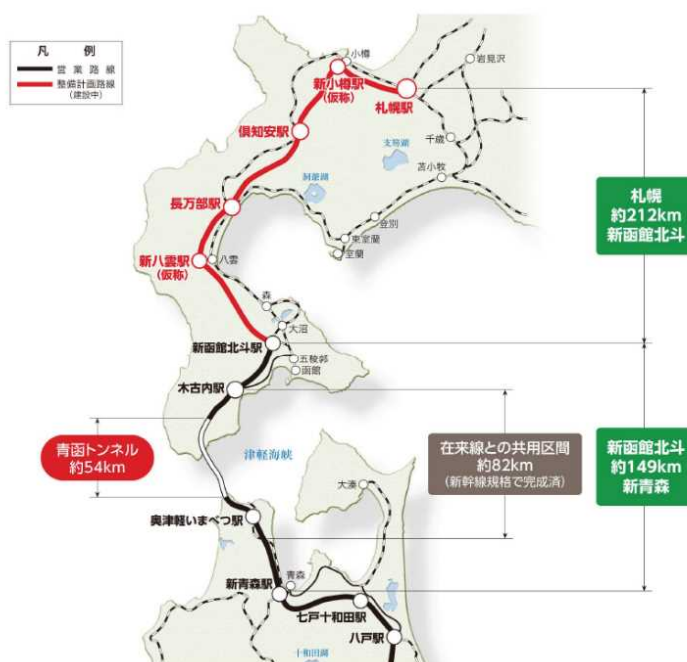 凡 例
営業路線
整備計画路線
(建設中)
小樽
岩見沢
新小樽駅
(仮称)
札幌駅
倶知安駅
支笏湖
千歳
洞爺湖
苫小牧
長万部駅
登別
東室蘭
室蘭
札幌
約212km
新函館北斗
新八雲駅
(仮称)
八雲
森
大沼
新函館北斗駅
五稜郭
函館
木古内駅
青函トンネル
約54km
津軽海峡
在来線との共用区間
約82km
(新幹線規格で完成済)
新函館北斗
約149km
新青森
大湊
奥津軽いまべつ駅
新青森駅
青森
七戸十和田駅
八戸駅
十和田湖